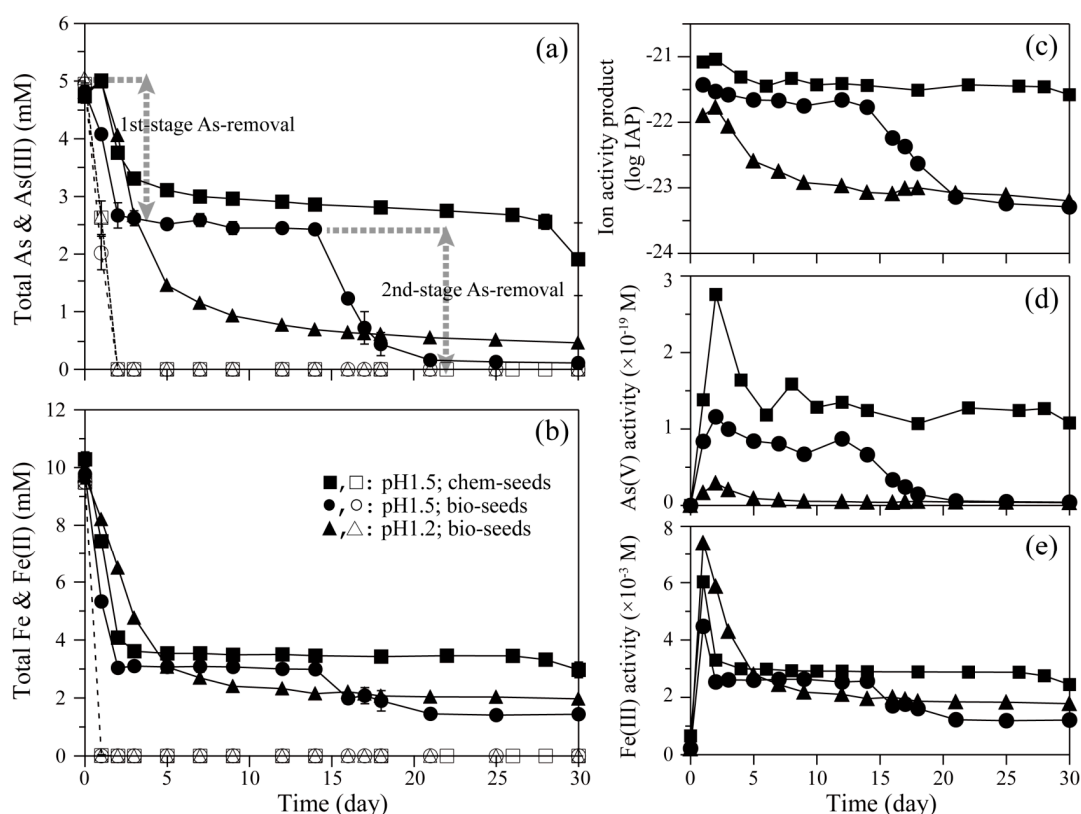 (a)
Total As & As(III) (mM)
6
5
4
3
2
1
0
1st-stage As-removal
2nd-stage As-removal
(b)
Total Fe & Fe(II) (mM)
12
10
8
6
4
2
0
■,□: pH1.5; chem-seeds
●,○: pH1.5; bio-seeds
▲,△: pH1.2; bio-seeds
0 5 10 15 20 25 30
Time (day)
(c)
Ion activity product
(log IAP)
-21
-22
-23
-24
(d)
As(V) activity (×10⁻¹⁹ M)
3
2
1
0
(e)
Fe(III) activity (×10⁻³ M)
8
6
4
2
0
0 5 10 15 20 25 30
Time (day)